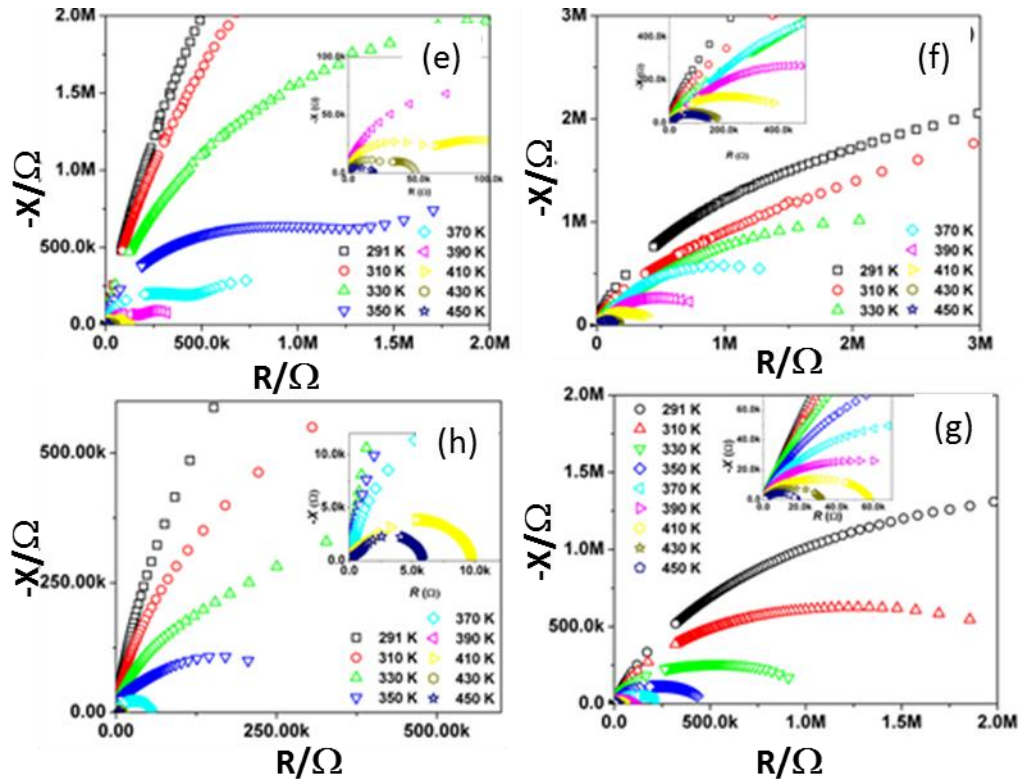 (e)
-X/Ω
2.0M
1.5M
1.0M
500.0k
0.0
0.0 500.0k 1.0M 1.5M 2.0M
R/Ω
291 K
310 K
330 K
350 K
370 K
390 K
410 K
430 K
450 K
-X (Ω)
100.0k
50.0k
0.0
0.0 50.0k 100.0k
R (Ω)
(f)
-X/Ω
3M
2M
1M
0
0 1M 2M 3M
R/Ω
291 K
310 K
330 K
370 K
390 K
410 K
430 K
450 K
400.0k
200.0k
0.0
0.0 200.0k 400.0k
R (Ω)
(h)
-X/Ω
500.00k
250.00k
0.00
0.00 250.00k 500.00k
R/Ω
291 K
310 K
330 K
350 K
370 K
390 K
410 K
430 K
450 K
-X (Ω)
10.0k
5.0k
0.0
0.0 5.0k 10.0k
R (Ω)
(g)
-X/Ω
2.0M
1.5M
1.0M
500.0k
0.0
0.0 500.0k 1.0M 1.5M 2.0M
R/Ω
291 K
310 K
330 K
350 K
370 K
390 K
410 K
430 K
450 K
-X (Ω)
60.0k
40.0k
20.0k
0.0
0.0 20.0k 40.0k 60.0k
R (Ω)